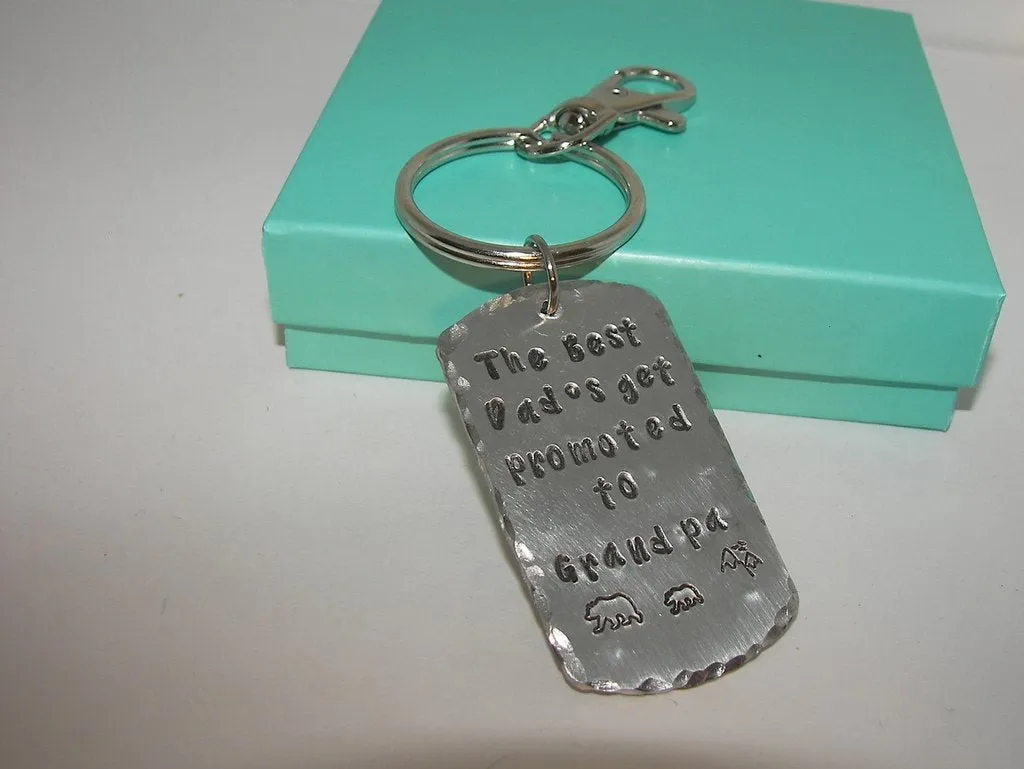 The Best
Dad's get
promoted
to
Grandpa